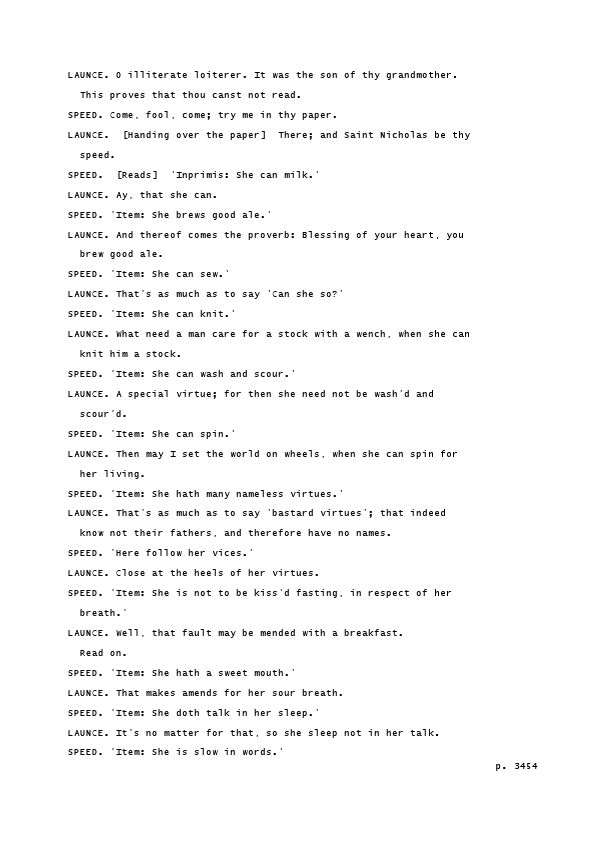 LAUNCE. O illiterate loiterer. It was the son of thy grandmother.
This proves that thou canst not read.
SPEED. Come, fool, come; try me in thy paper.
LAUNCE. [Handing over the paper] There; and Saint Nicholas be thy
speed.
SPEED. [Reads] 'Inprimis: She can milk.'
LAUNCE. Ay, that she can.
SPEED. 'Item: She brews good ale.'
LAUNCE. And thereof comes the proverb: Blessing of your heart, you
brew good ale.
SPEED. 'Item: She can sew.'
LAUNCE. That's as much as to say 'Can she so?'
SPEED. 'Item: She can knit.'
LAUNCE. What need a man care for a stock with a wench, when she can
knit him a stock.
SPEED. 'Item: She can wash and scour.'
LAUNCE. A special virtue; for then she need not be wash'd and
scour'd.
SPEED. 'Item: She can spin.'
LAUNCE. Then may I set the world on wheels, when she can spin for
her living.
SPEED. 'Item: She hath many nameless virtues.'
LAUNCE. That's as much as to say 'bastard virtues'; that indeed
know not their fathers, and therefore have no names.
SPEED. 'Here follow her vices.'
LAUNCE. Close at the heels of her virtues.
SPEED. 'Item: She is not to be kiss'd fasting, in respect of her
breath.'
LAUNCE. Well, that fault may be mended with a breakfast.
Read on.
SPEED. 'Item: She hath a sweet mouth.'
LAUNCE. That makes amends for her sour breath.
SPEED. 'Item: She doth talk in her sleep.'
LAUNCE. It's no matter for that, so she sleep not in her talk.
SPEED. 'Item: She is slow in words.'
p. 3454